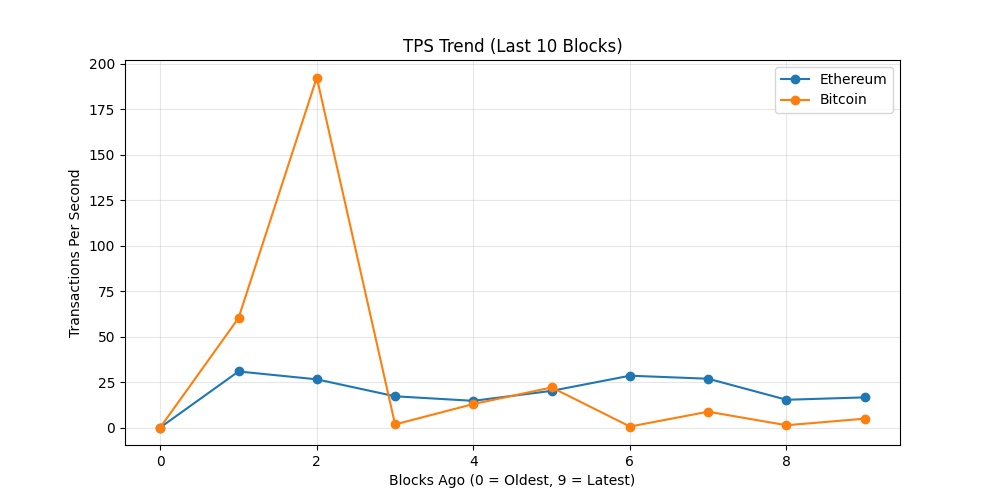 TPS Trend (Last 10 Blocks)
Ethereum
Bitcoin
Transactions Per Second
200
175
150
125
100
75
50
25
0
0 2 4 6 8
Blocks Ago (0 = Oldest, 9 = Latest)